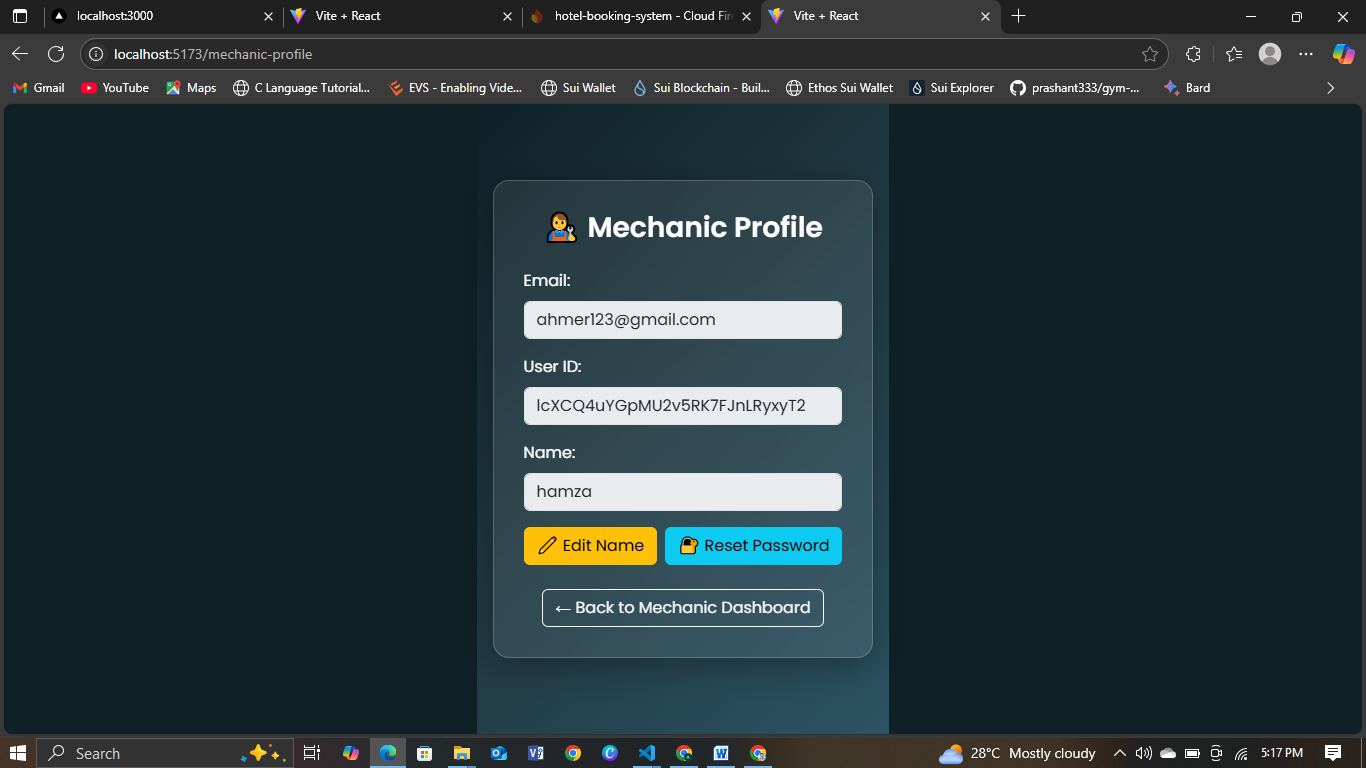 localhost:3000
Vite + React
hotel-booking-system - Cloud Fir
Vite + React
localhost:5173/mechanic-profile
Gmail
YouTube
Maps
C Language Tutorial...
EVS - Enabling Vide...
Sui Wallet
Sui Blockchain - Buil...
Ethos Sui Wallet
Sui Explorer
prashant333/gym-...
Bard
Mechanic Profile
Email:
ahmer123@gmail.com
User ID:
lcXCQ4uYGpMU2v5RK7FJnLRyxyT2
Name:
hamza
Edit Name
Reset Password
← Back to Mechanic Dashboard
Search
28°C Mostly cloudy
5:17 PM